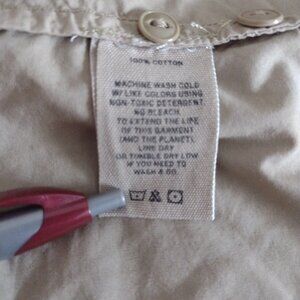 100% COTTON
MACHINE WASH COLD
W/ LIKE COLORS USING
NON-TOXIC DETERGENT
NO BLEACH
TO EXTEND THE LIFE
OF THIS GARMENT
(AND THE PLANET),
LINE DRY
OR TUMBLE DRY LOW
IF YOU NEED TO
WASH & GO.